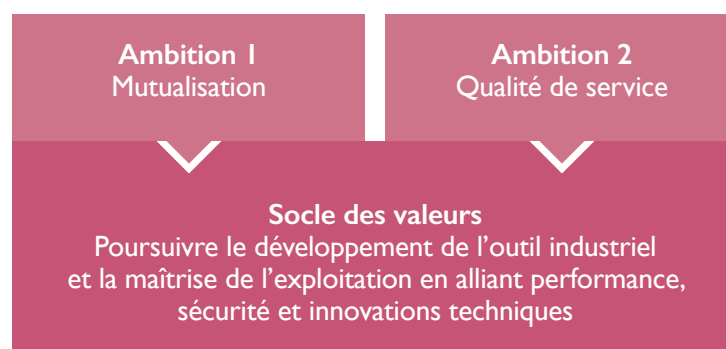 Ambition 1
Mutualisation
Ambition 2
Qualité de service
Socle des valeurs
Poursuivre le développement de l’outil industriel
et la maîtrise de l’exploitation en alliant performance,
sécurité et innovations techniques